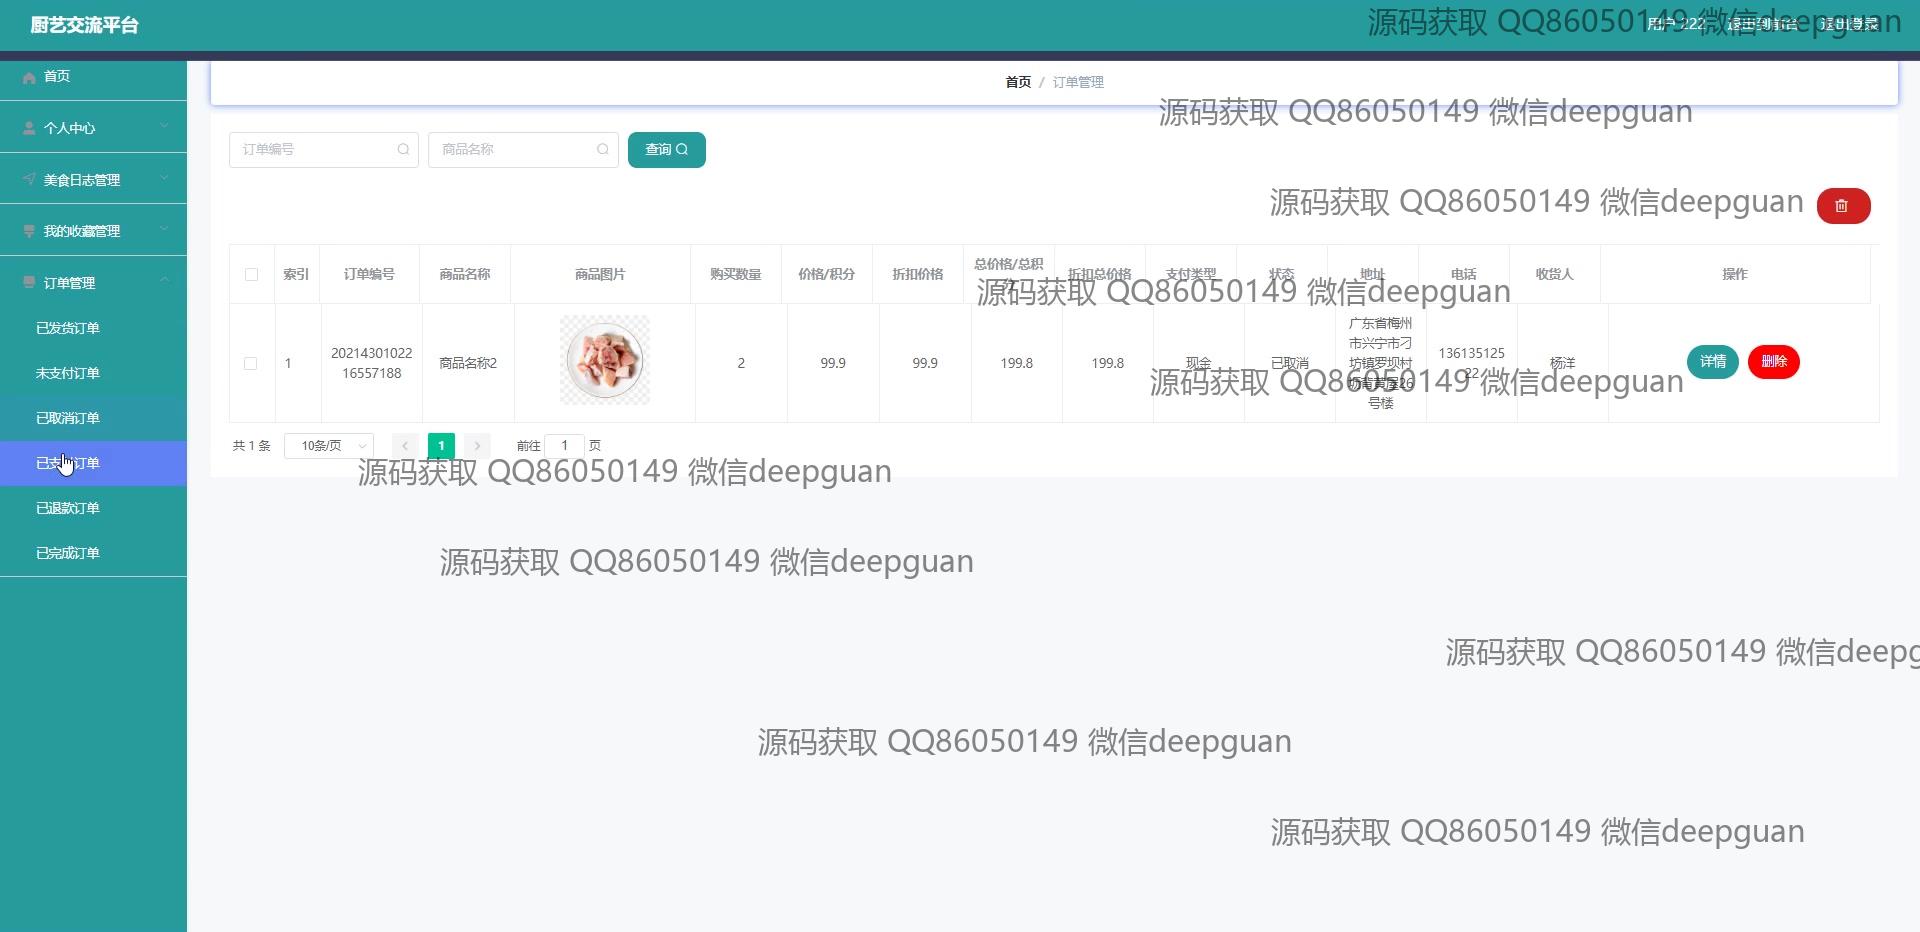 厨艺交流平台
用户 222 退出到前台 退出登录
源码获取 QQ86050149 微信deepguan
首页
首页 / 订单管理
源码获取 QQ86050149 微信deepguan
个人中心
订单编号 商品名称 查询
美食日志管理
源码获取 QQ86050149 微信deepguan
我的收藏管理
订单管理
索引 订单编号 商品名称 商品图片 购买数量 价格/积分 折扣价格 总价格/总积分 折扣总价格 支付类型 状态 地址 电话 收货人 操作
源码获取 QQ86050149 微信deepguan
已发货订单
未支付订单
已取消订单
已支付订单
已退款订单
已完成订单
1 20214301022 商品名称2 2 99.9 99.9 199.8 199.8 现金 已取消 广东省梅州 136135125 杨洋 详情 删除
16557188 市兴宁市刁 22
坊镇罗坝村
号楼
源码获取 QQ86050149 微信deepguan
共 1 条 10条/页 1 前往 1 页
源码获取 QQ86050149 微信deepguan
源码获取 QQ86050149 微信deepguan
源码获取 QQ86050149 微信deepg
源码获取 QQ86050149 微信deepguan
源码获取 QQ86050149 微信deepguan